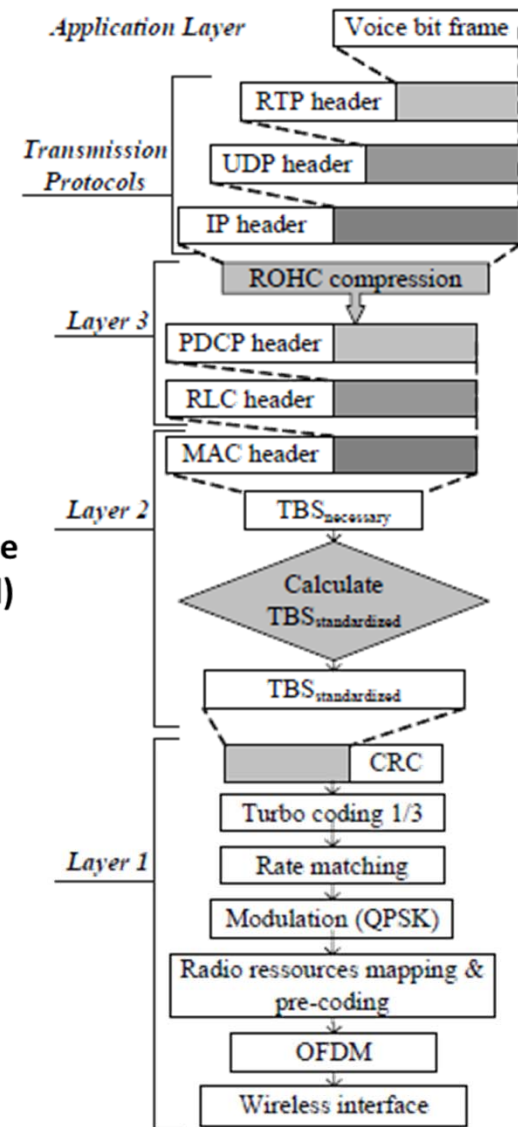 Application Layer
Voice bit frame
RTP header
Transmission
Protocols
UDP header
IP header
ROHC compression
Layer 3
PDCP header
RLC header
MAC header
Layer 2
TBSnecessary
e
l)
Calculate
TBSstandardized
TBSstandardized
CRC
Turbo coding 1/3
Layer 1
Rate matching
Modulation (QPSK)
Radio ressources mapping &
pre-coding
OFDM
Wireless interface